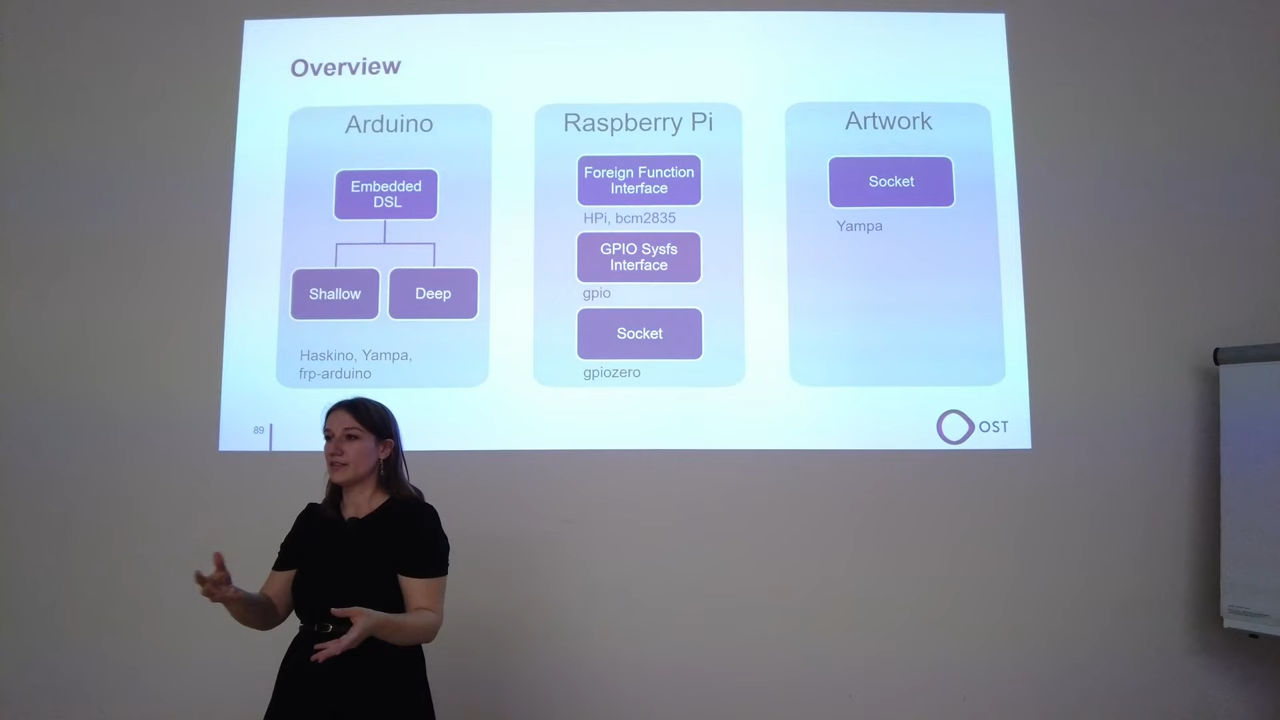 Overview
Arduino
Embedded
DSL
Shallow
Deep
Haskino, Yampa,
frp-arduino
Raspberry Pi
Foreign Function
Interface
HPi, bcm2835
GPIO Sysfs
Interface
gpio
Socket
gpiozero
Artwork
Socket
Yampa
89
OST